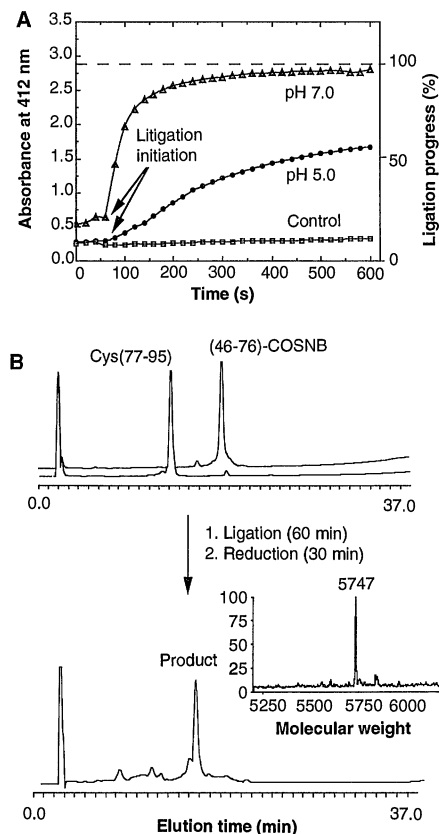 A
Absorbance at 412 nm
3.5
3.0
2.5
2.0
1.5
1.0
0.5
0.0
0 100 200 300 400 500 600
Time (s)
100
50
0
Ligation progress (%)
Litigation
initiation
pH 7.0
pH 5.0
Control
B
Cys(77-95)
(46-76)-COSNB
0.0
37.0
1. Ligation (60 min)
2. Reduction (30 min)
5747
100
75
50
25
0
5250 5500 5750 6000
Molecular weight
Product
0.0
37.0
Elution time (min)